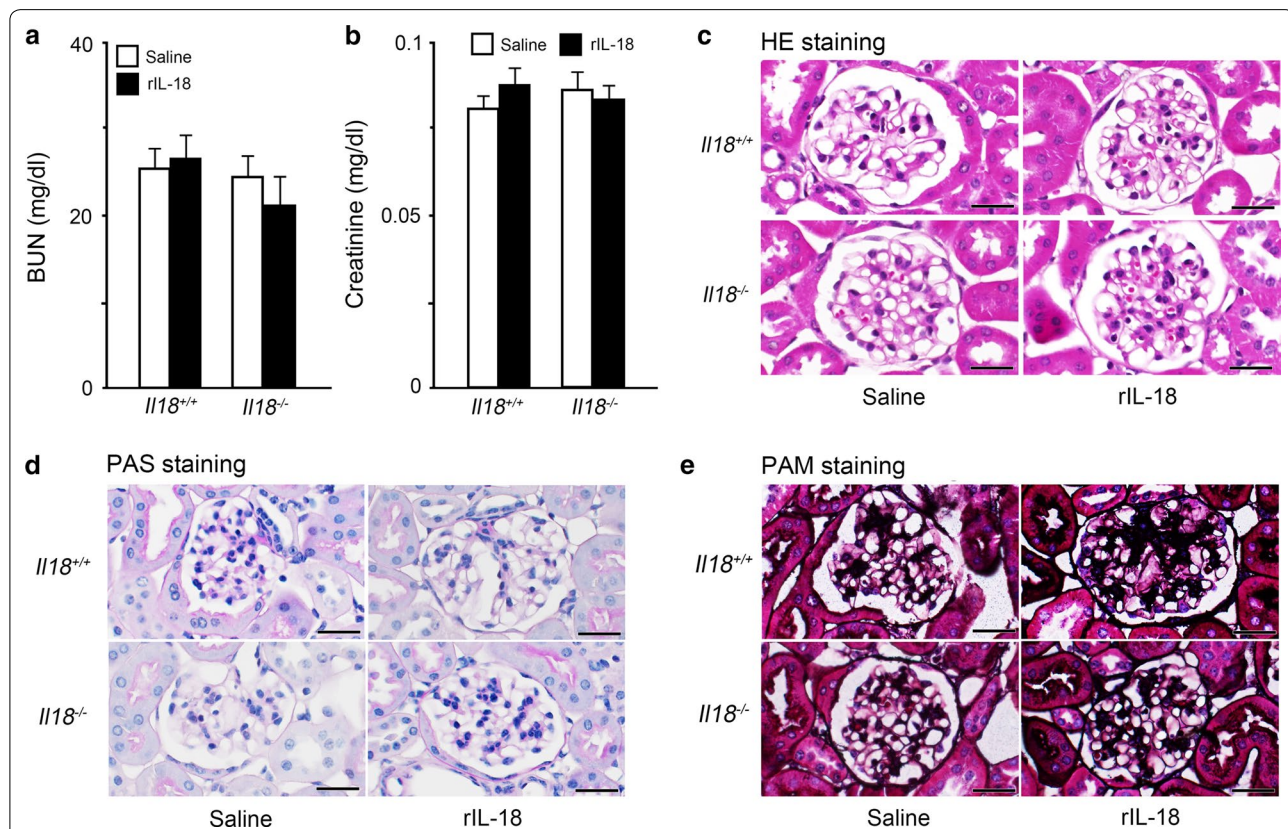 a
40
Saline
rIL-18
BUN (mg/dl)
20
0
Il18+/+ Il18-/-
b
0.1
Saline rIL-18
Creatinine (mg/dl)
0.05
0
Il18+/+ Il18-/-
c HE staining
Il18+/+
Il18-/-
Saline rIL-18
d PAS staining
Il18+/+
Il18-/-
Saline rIL-18
e PAM staining
Il18+/+
Il18-/-
Saline rIL-18